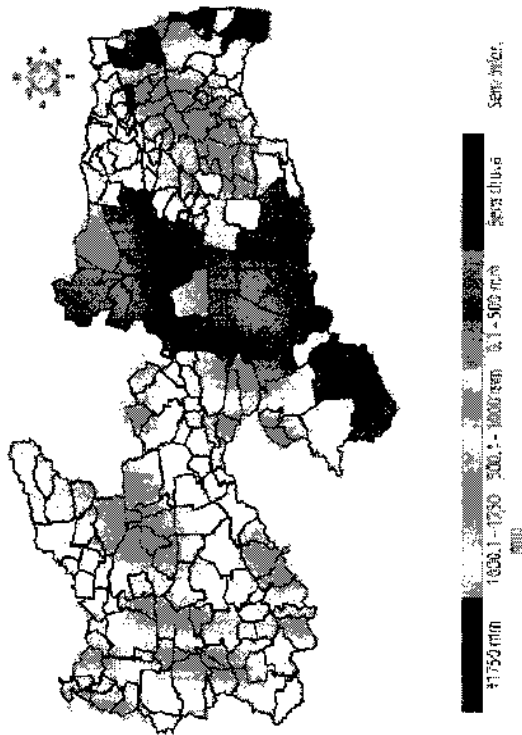 +1750 mm
1000,1 - 1750 mm
500,1 - 1000 mm
0,1 - 500 mm
Sem chuva
Sem infor.